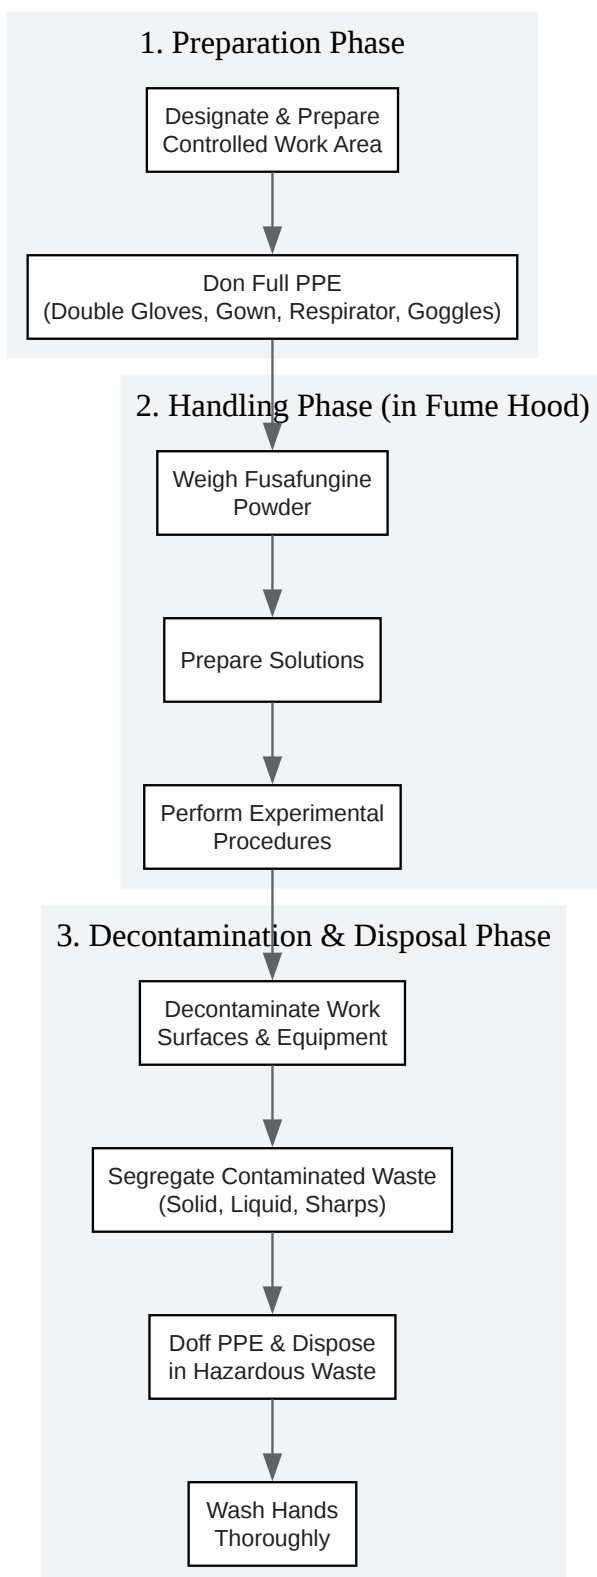 1. Preparation Phase
Designate & Prepare
Controlled Work Area
Don Full PPE
(Double Gloves, Gown, Respirator, Goggles)
2. Handling Phase (in Fume Hood)
Weigh Fusafungine
Powder
Prepare Solutions
Perform Experimental
Procedures
3. Decontamination & Disposal Phase
Decontaminate Work
Surfaces & Equipment
Segregate Contaminated Waste
(Solid, Liquid, Sharps)
Doff PPE & Dispose
in Hazardous Waste
Wash Hands
Thoroughly